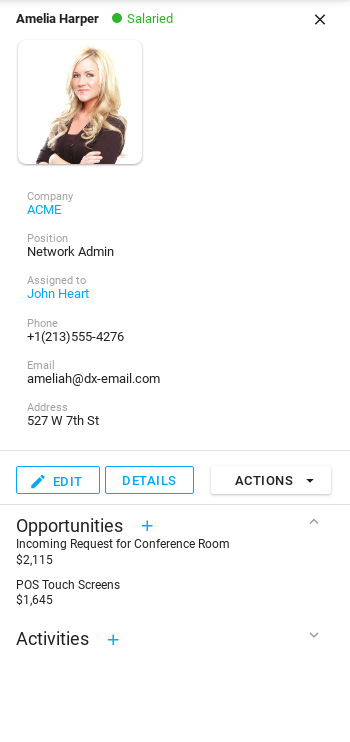 Amelia Harper Salaried
Company
ACME
Position
Network Admin
Assigned to
John Heart
Phone
+1(213)555-4276
Email
ameliah@dx-email.com
Address
527 W 7th St
EDIT DETAILS ACTIONS
Opportunities +
Incoming Request for Conference Room
$2,115
POS Touch Screens
$1,645
Activities +